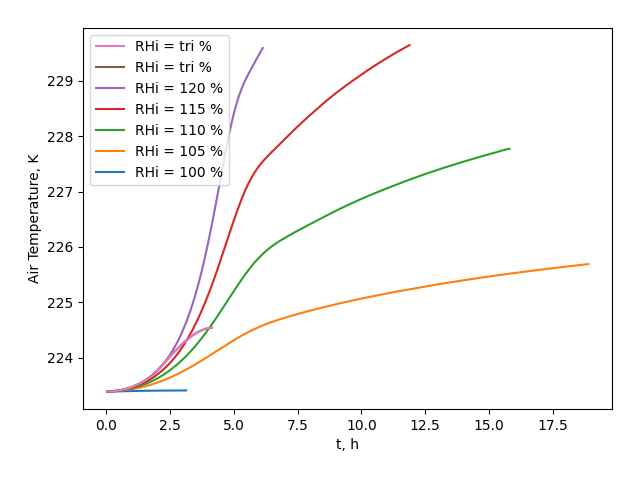 RHi = tri %
RHi = tri %
RHi = 120 %
RHi = 115 %
RHi = 110 %
RHi = 105 %
RHi = 100 %
229
228
227
226
225
224
Air Temperature, K
0.0 2.5 5.0 7.5 10.0 12.5 15.0 17.5
t, h